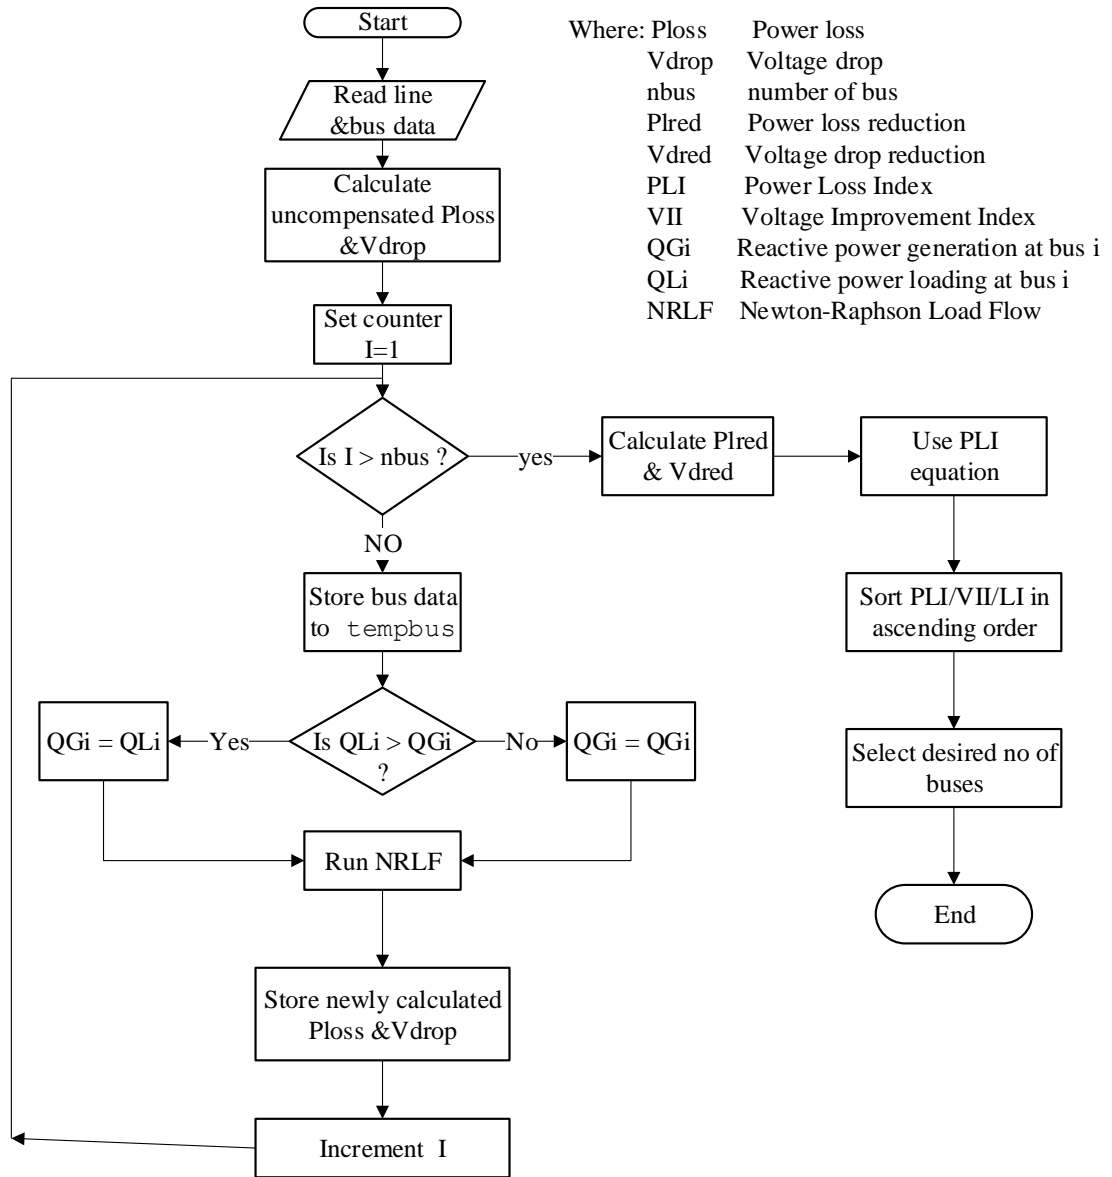 Start
Where: Ploss Power loss
Vdrop Voltage drop
nbus number of bus
Plred Power loss reduction
Vdred Voltage drop reduction
PLI Power Loss Index
VII Voltage Improvement Index
QGi Reactive power generation at bus i
QLi Reactive power loading at bus i
NRLF Newton-Raphson Load Flow
Read line
&bus data
Calculate
uncompensated Ploss
&Vdrop
Set counter
I=1
Is I > nbus ?
yes
Calculate Plred
& Vdred
Use PLI
equation
NO
Store bus data
to tempbus
Sort PLI/VII/LI in
ascending order
QGi = QLi
Yes
Is QLi > QGi
?
No
QGi = QGi
Select desired no of
buses
Run NRLF
End
Store newly calculated
Ploss &Vdrop
Increment I